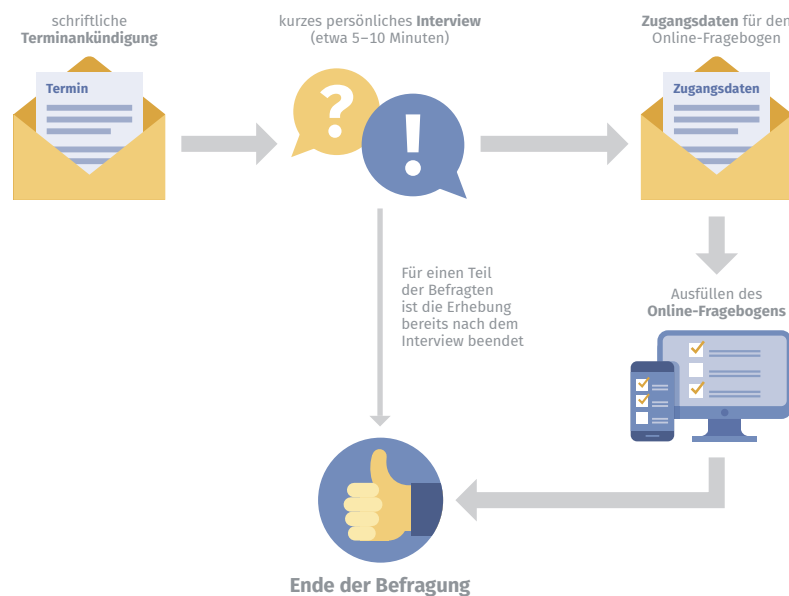 schriftliche
Terminankündigung
Termin
kurzes persönliches Interview
(etwa 5–10 Minuten)
Zugangsdaten für den
Online-Fragebogen
Zugangsdaten
Für einen Teil
der Befragten
ist die Erhebung
bereits nach dem
Interview beendet
Ausfüllen des
Online-Fragebogens
Ende der Befragung